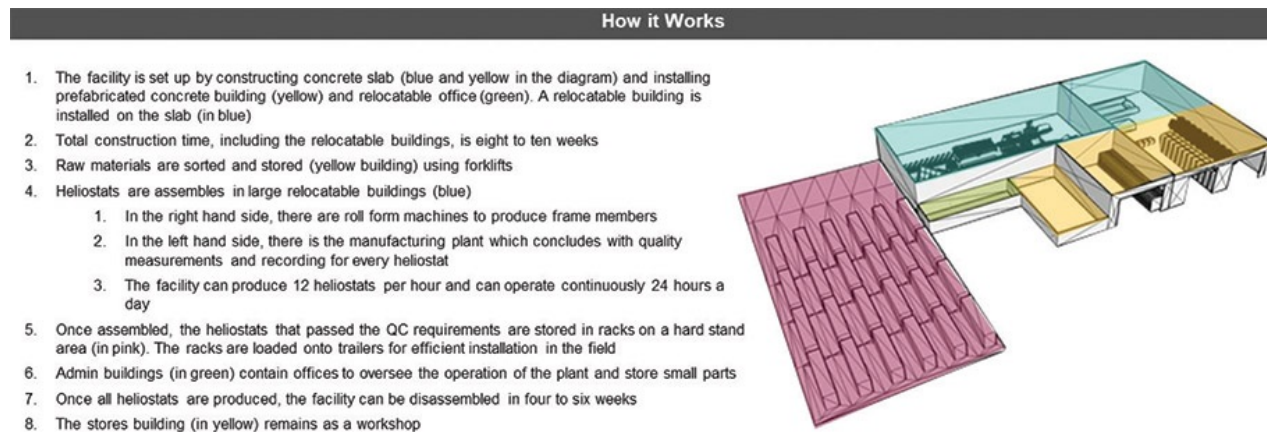 How it Works
1. The facility is set up by constructing concrete slab (blue and yellow in the diagram) and installing
prefabricated concrete building (yellow) and relocatable office (green). A relocatable building is
installed on the slab (in blue)
2. Total construction time, including the relocatable buildings, is eight to ten weeks
3. Raw materials are sorted and stored (yellow building) using forklifts
4. Heliostats are assembles in large relocatable buildings (blue)
1. In the right hand side, there are roll form machines to produce frame members
2. In the left hand side, there is the manufacturing plant which concludes with quality
measurements and recording for every heliostat
3. The facility can produce 12 heliostats per hour and can operate continuously 24 hours a
day
5. Once assembled, the heliostats that passed the QC requirements are stored in racks on a hard stand
area (in pink). The racks are loaded onto trailers for efficient installation in the field
6. Admin buildings (in green) contain offices to oversee the operation of the plant and store small parts
7. Once all heliostats are produced, the facility can be disassembled in four to six weeks
8. The stores building (in yellow) remains as a workshop